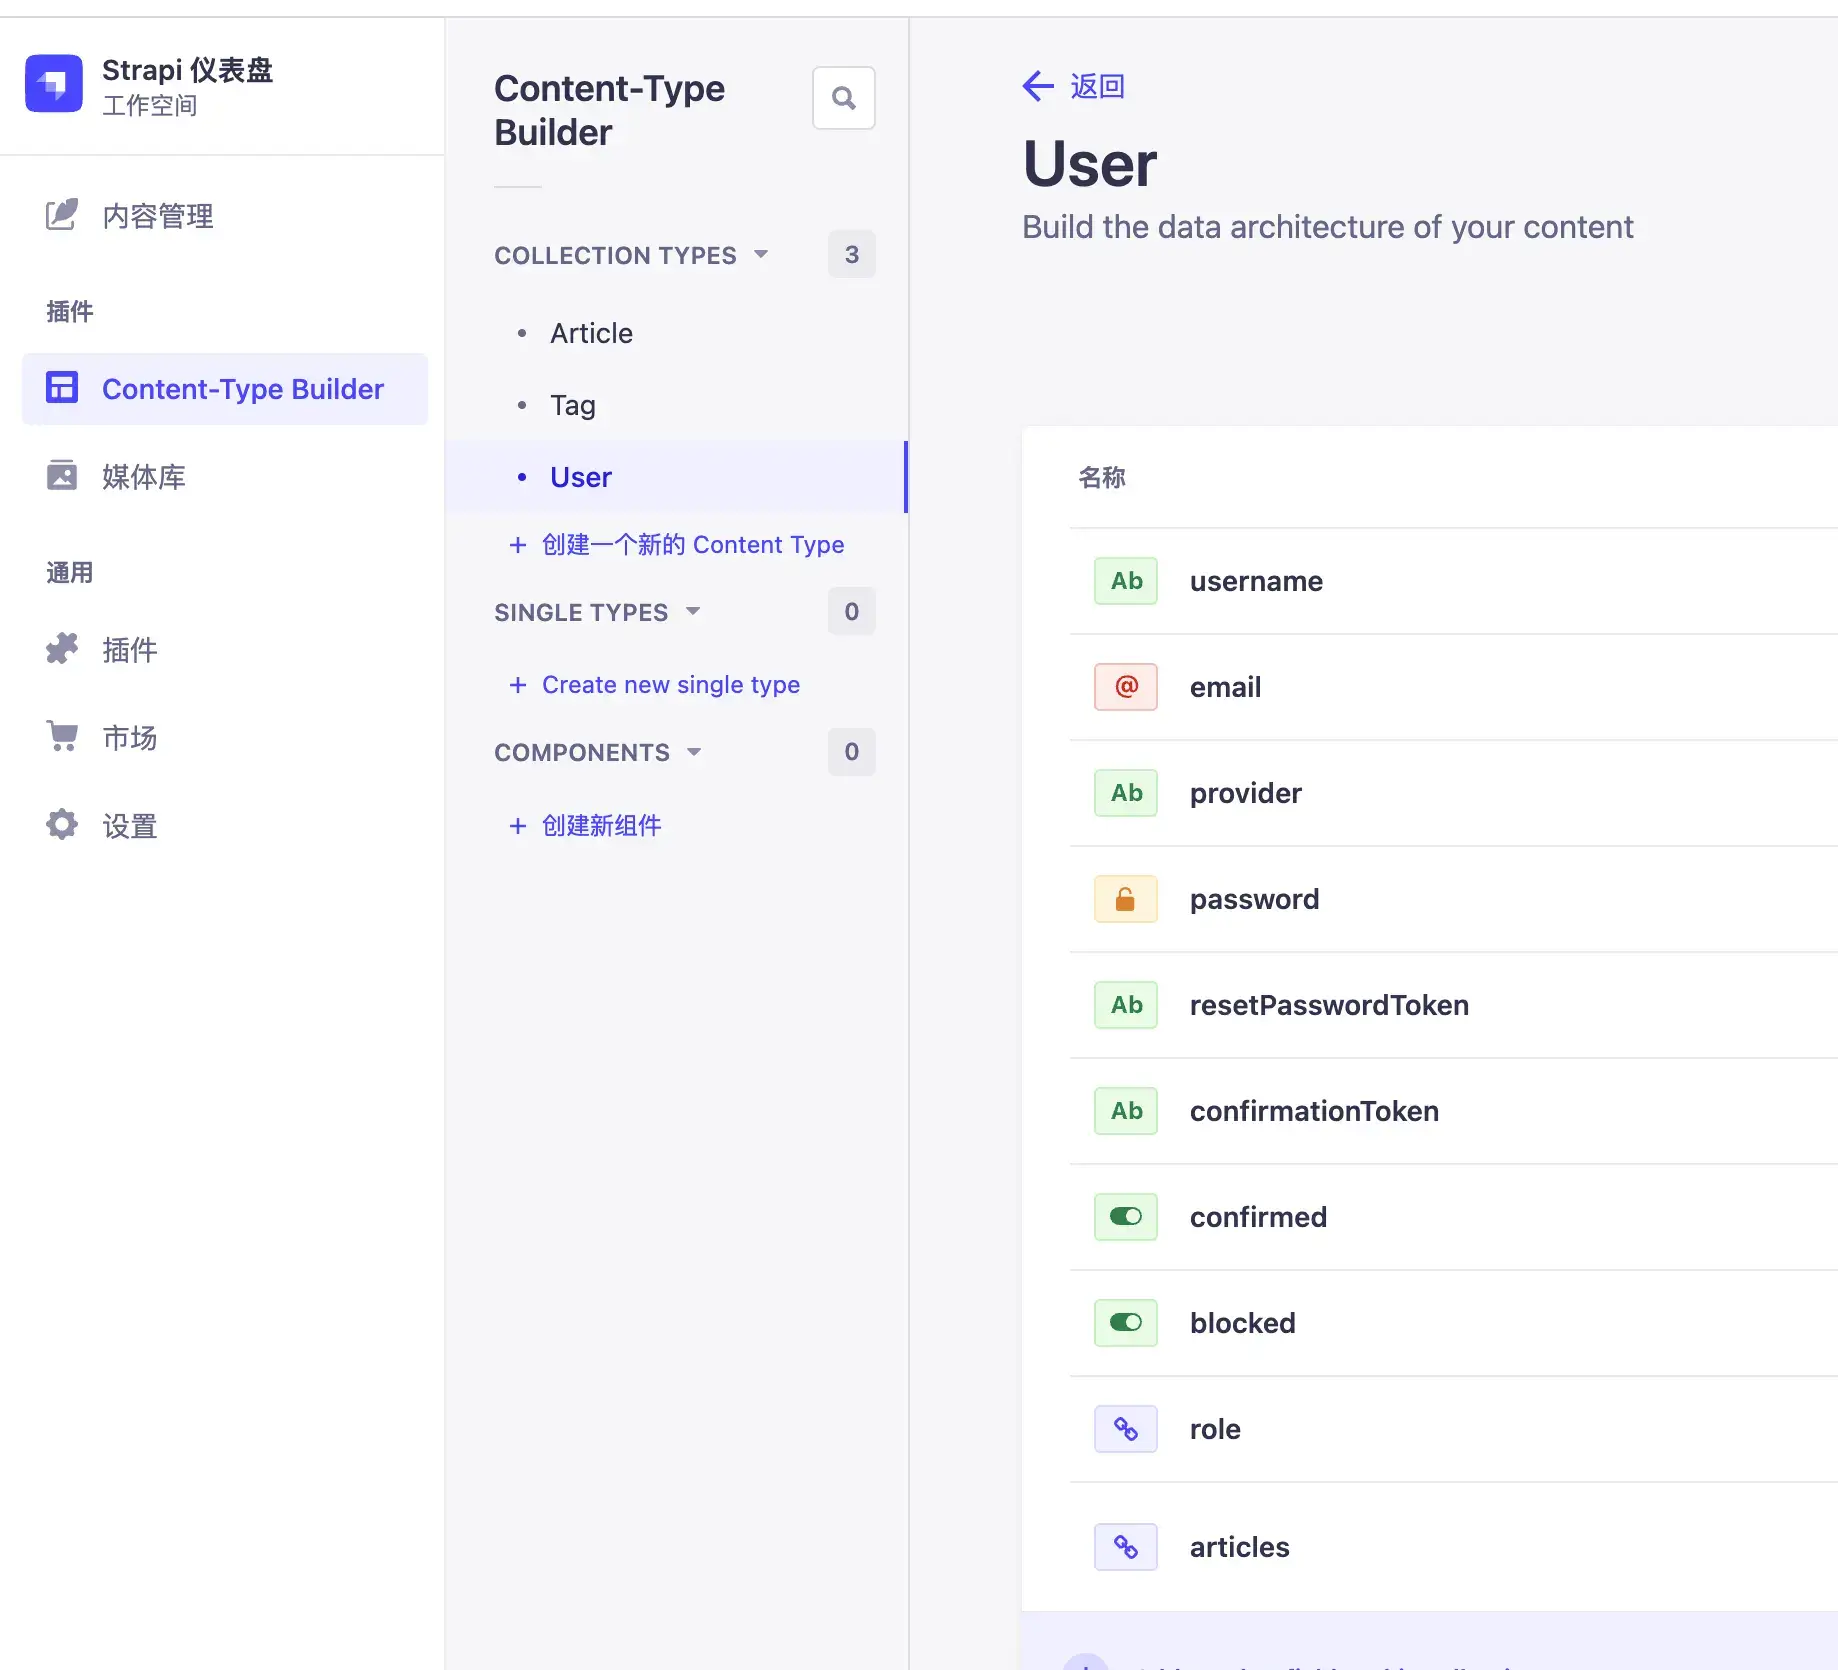 Strapi 仪表盘
工作空间
内容管理
插件
Content-Type Builder
媒体库
通用
插件
市场
设置
Content-Type
Builder
COLLECTION TYPES 3
Article
Tag
User
+ 创建一个新的 Content Type
SINGLE TYPES 0
+ Create new single type
COMPONENTS 0
+ 创建新组件
返回
User
Build the data architecture of your content
名称
Ab username
@ email
Ab provider
password
Ab resetPasswordToken
Ab confirmationToken
confirmed
blocked
role
articles